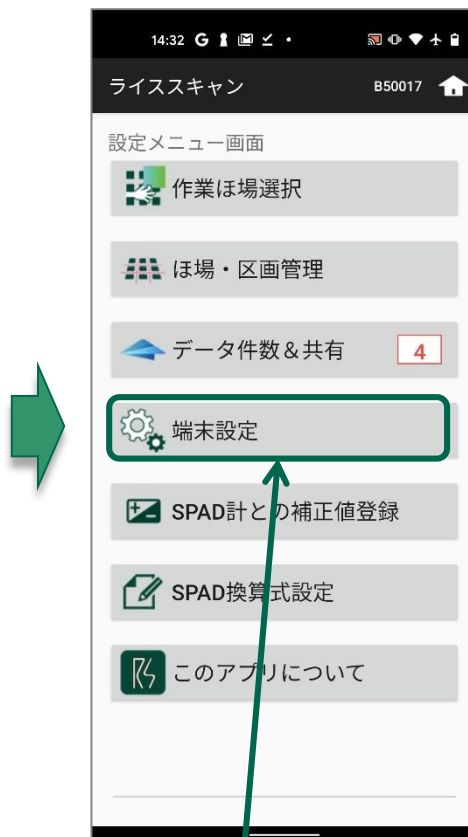 14:32
ライススキャン B50017
設定メニュー画面
作業ほ場選択
ほ場・区画管理
データ件数＆共有 4
端末設定
SPAD計との補正値登録
SPAD換算式設定
このアプリについて